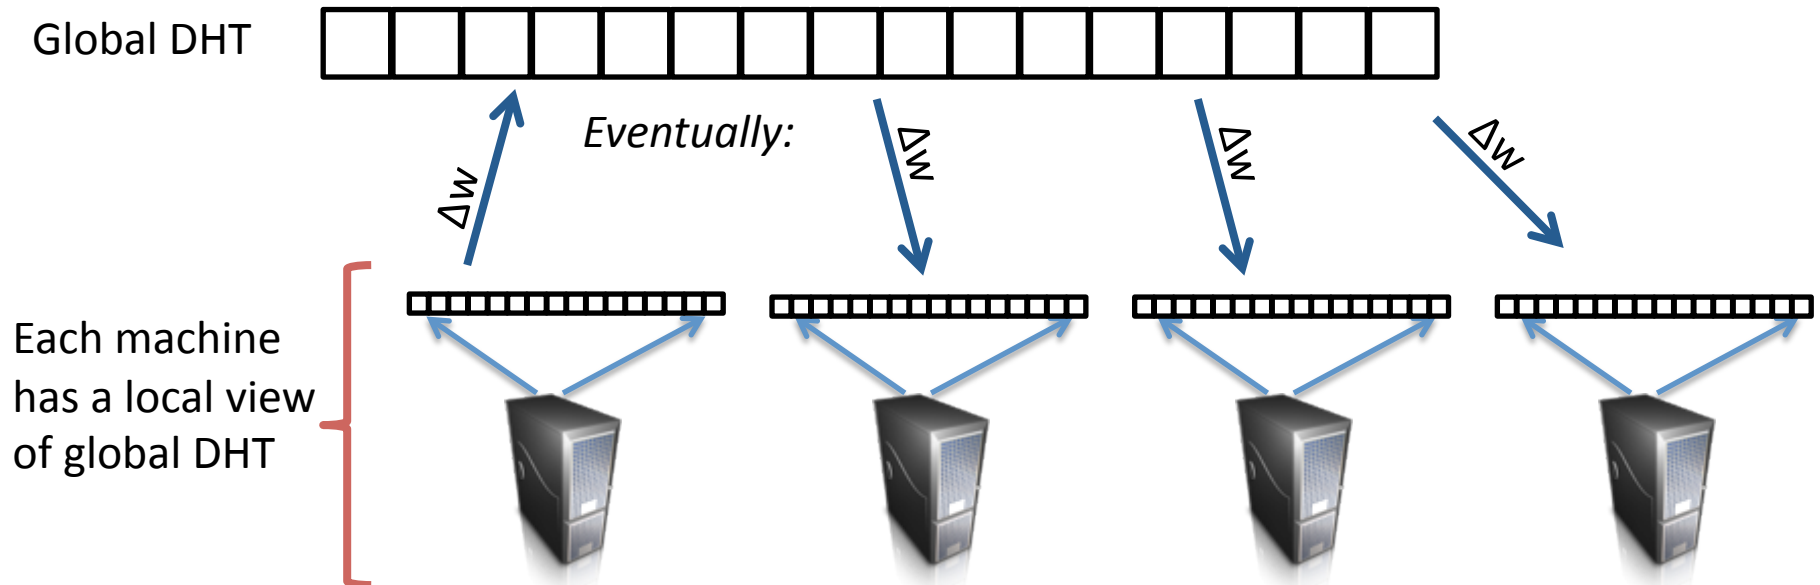 Global DHT
Eventually:
Δw
Δw
Δw
Δw
Each machine
has a local view
of global DHT